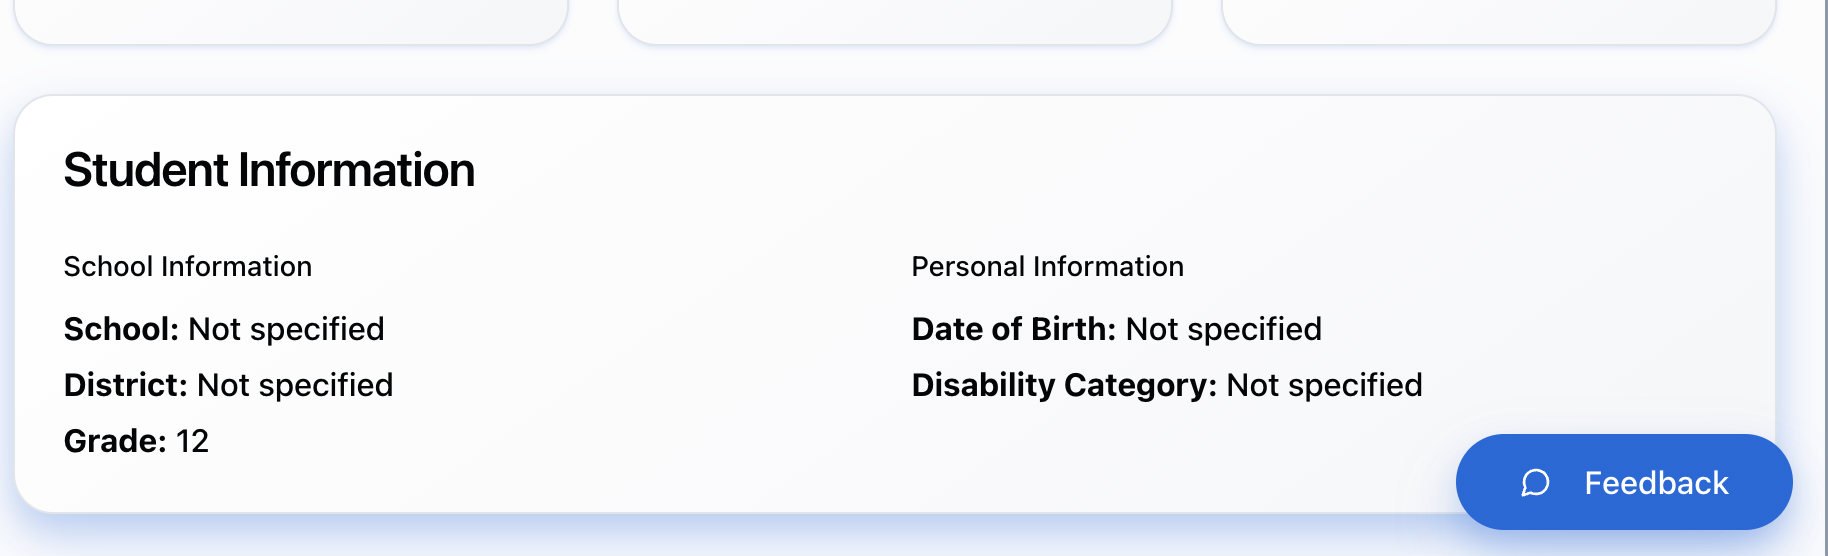 Student Information
School Information
School: Not specified
District: Not specified
Grade: 12
Personal Information
Date of Birth: Not specified
Disability Category: Not specified
Feedback